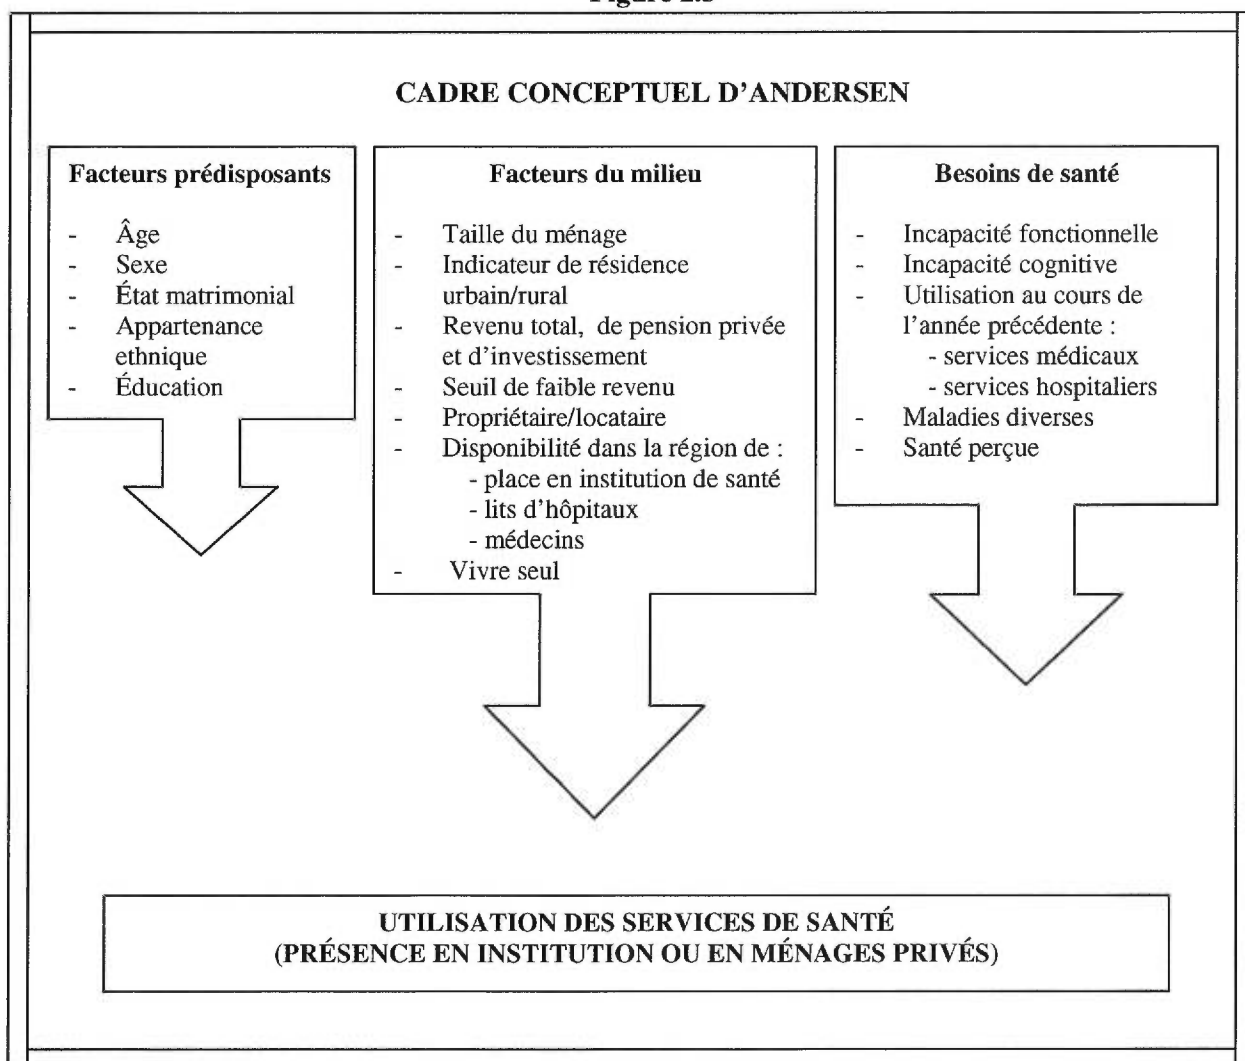 CADRE CONCEPTUEL D'ANDERSEN
Facteurs prédisposants
- Âge
- Sexe
- État matrimonial
- Appartenance
ethnique
- Éducation
Facteurs du milieu
- Taille du ménage
- Indicateur de résidence
urbain/rural
- Revenu total, de pension privée
et d'investissement
- Seuil de faible revenu
- Propriétaire/locataire
- Disponibilité dans la région de :
- place en institution de santé
- lits d'hôpitaux
- médecins
- Vivre seul
Besoins de santé
- Incapacité fonctionnelle
- Incapacité cognitive
- Utilisation au cours de
l'année précédente :
- services médicaux
- services hospitaliers
- Maladies diverses
- Santé perçue
UTILISATION DES SERVICES DE SANTÉ
(PRÉSENCE EN INSTITUTION OU EN MÉNAGES PRIVÉS)